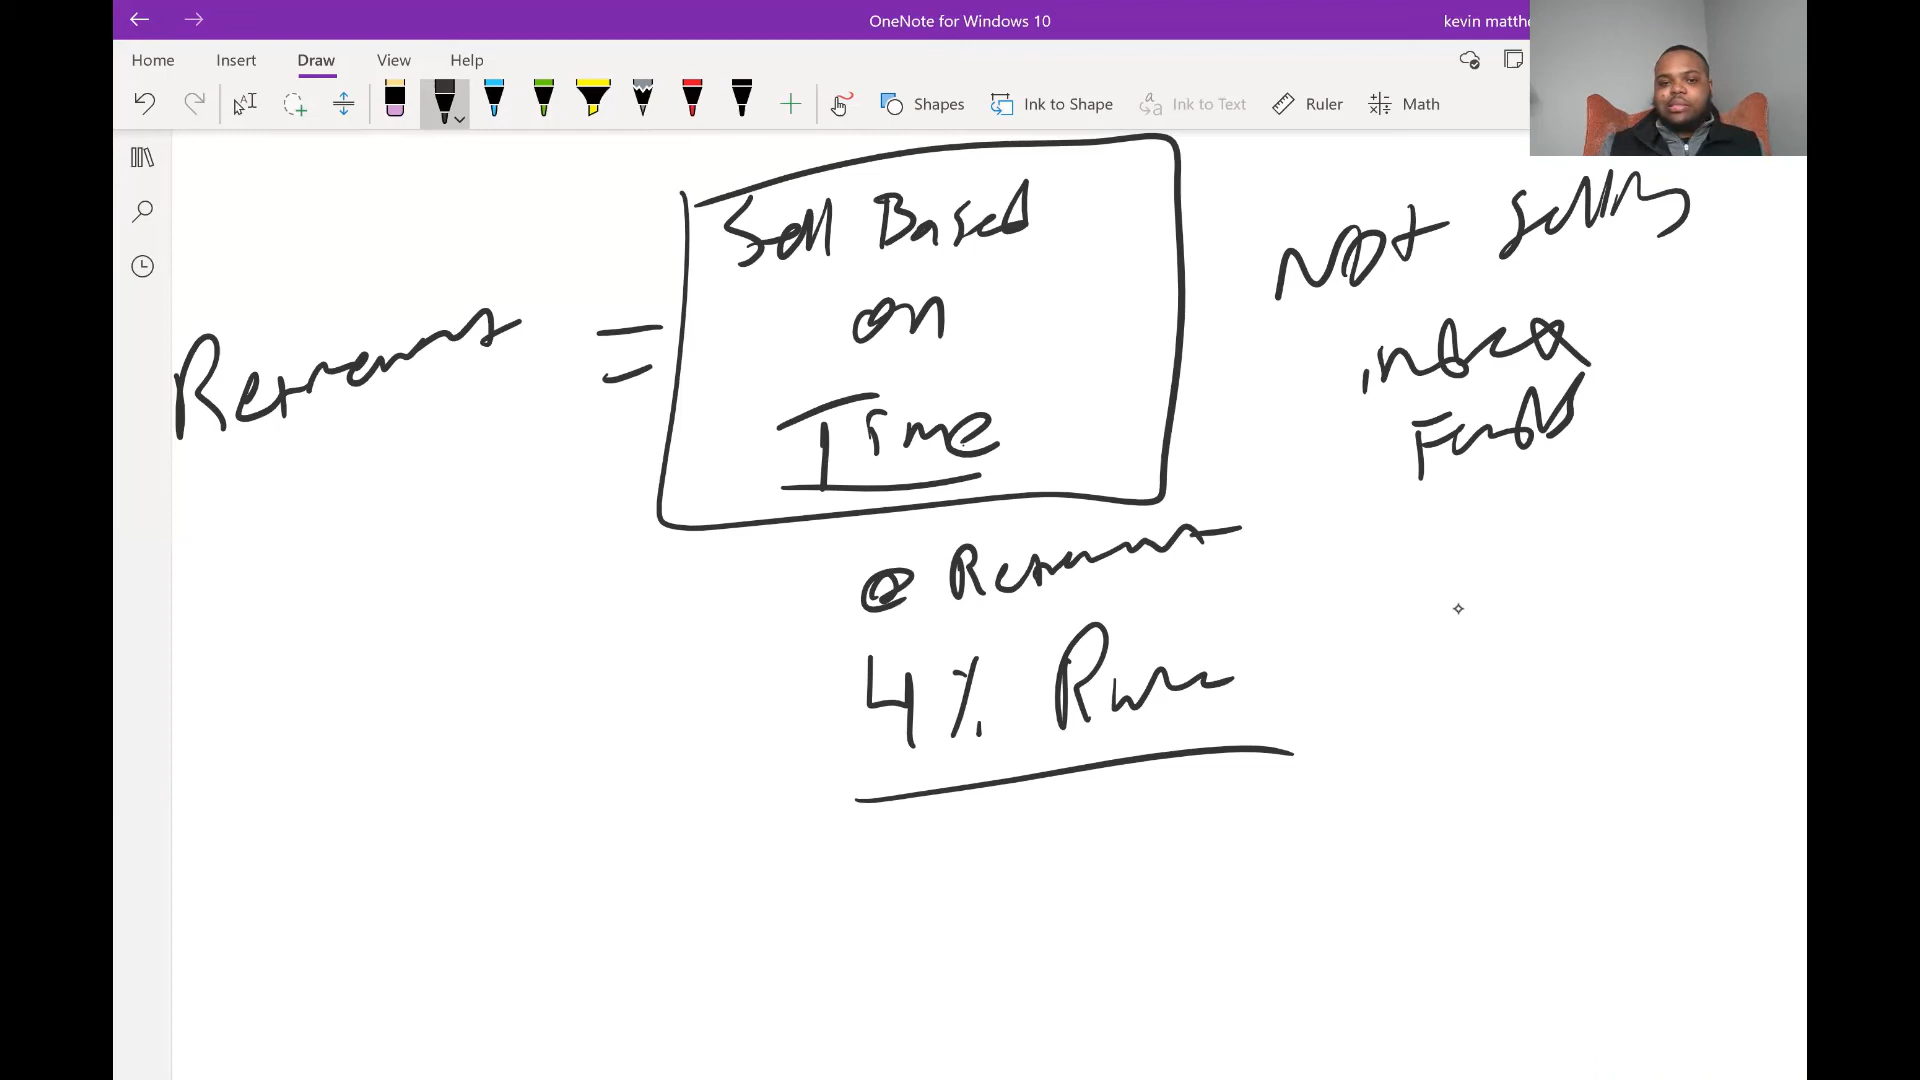 OneNote for Windows 10
kevin matthe
Home Insert Draw View Help
Shapes Ink to Shape Ink to Text Ruler Math
Sell Based
on
Time
Retirement =
Not Selling
index
Funds
@ Retirement
4% Rule